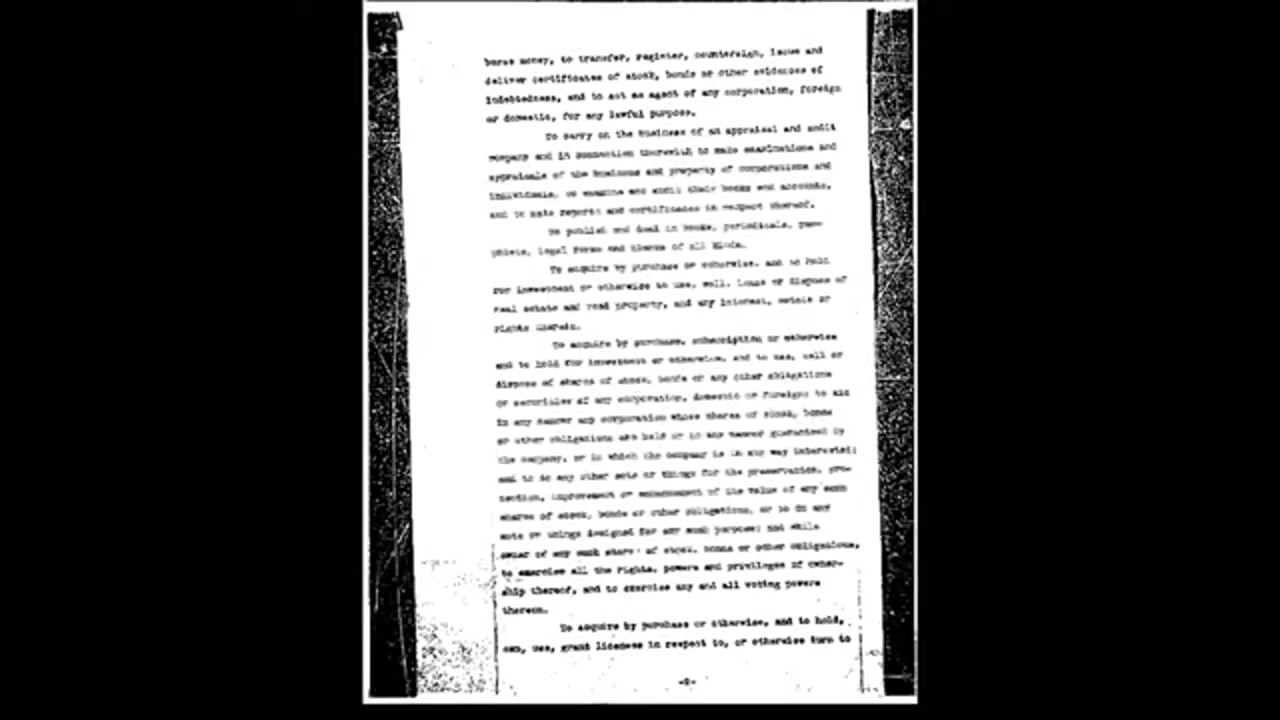 burse money, to transfer, register, countersign, issue and
deliver certificates of stock, bonds or other evidences of
indebtedness, and to act as agent of any corporation, foreign
or domestic, for any lawful purpose.
To carry on the business of an appraisal and audit
company and in connection therewith to make examinations and
appraisals of the business and property of corporations and
individuals, to examine and audit their books and accounts,
and to make reports and certificates in respect thereof.
To publish and deal in books, periodicals, pam-
phlets, legal forms and blanks of all kinds.
To acquire by purchase or otherwise, and to hold
for investment or otherwise to use, sell, lease or dispose of
real estate and real property, and any interest, estate or
rights therein.
To acquire by purchase, subscription or otherwise
and to hold for investment or otherwise, and to use, sell or
dispose of shares of stock, bonds or any other obligations
or securities of any corporation, domestic or foreign; to aid
in any manner any corporation whose shares of stock, bonds
or other obligations are held or in any manner guaranteed by
the company, or in which the company is in any way interested;
and to do any other acts or things for the preservation, pro-
tection, improvement or enhancement of the value of any such
shares of stock, bonds or other obligations, or to do any
acts or things designed for any such purpose; and while
owner of any such shares of stock, bonds or other obligations,
to exercise all the rights, powers and privileges of owner-
ship thereof, and to exercise any and all voting powers
thereon.
To acquire by purchase or otherwise, and to hold,
own, use, grant licenses in respect to, or otherwise turn to